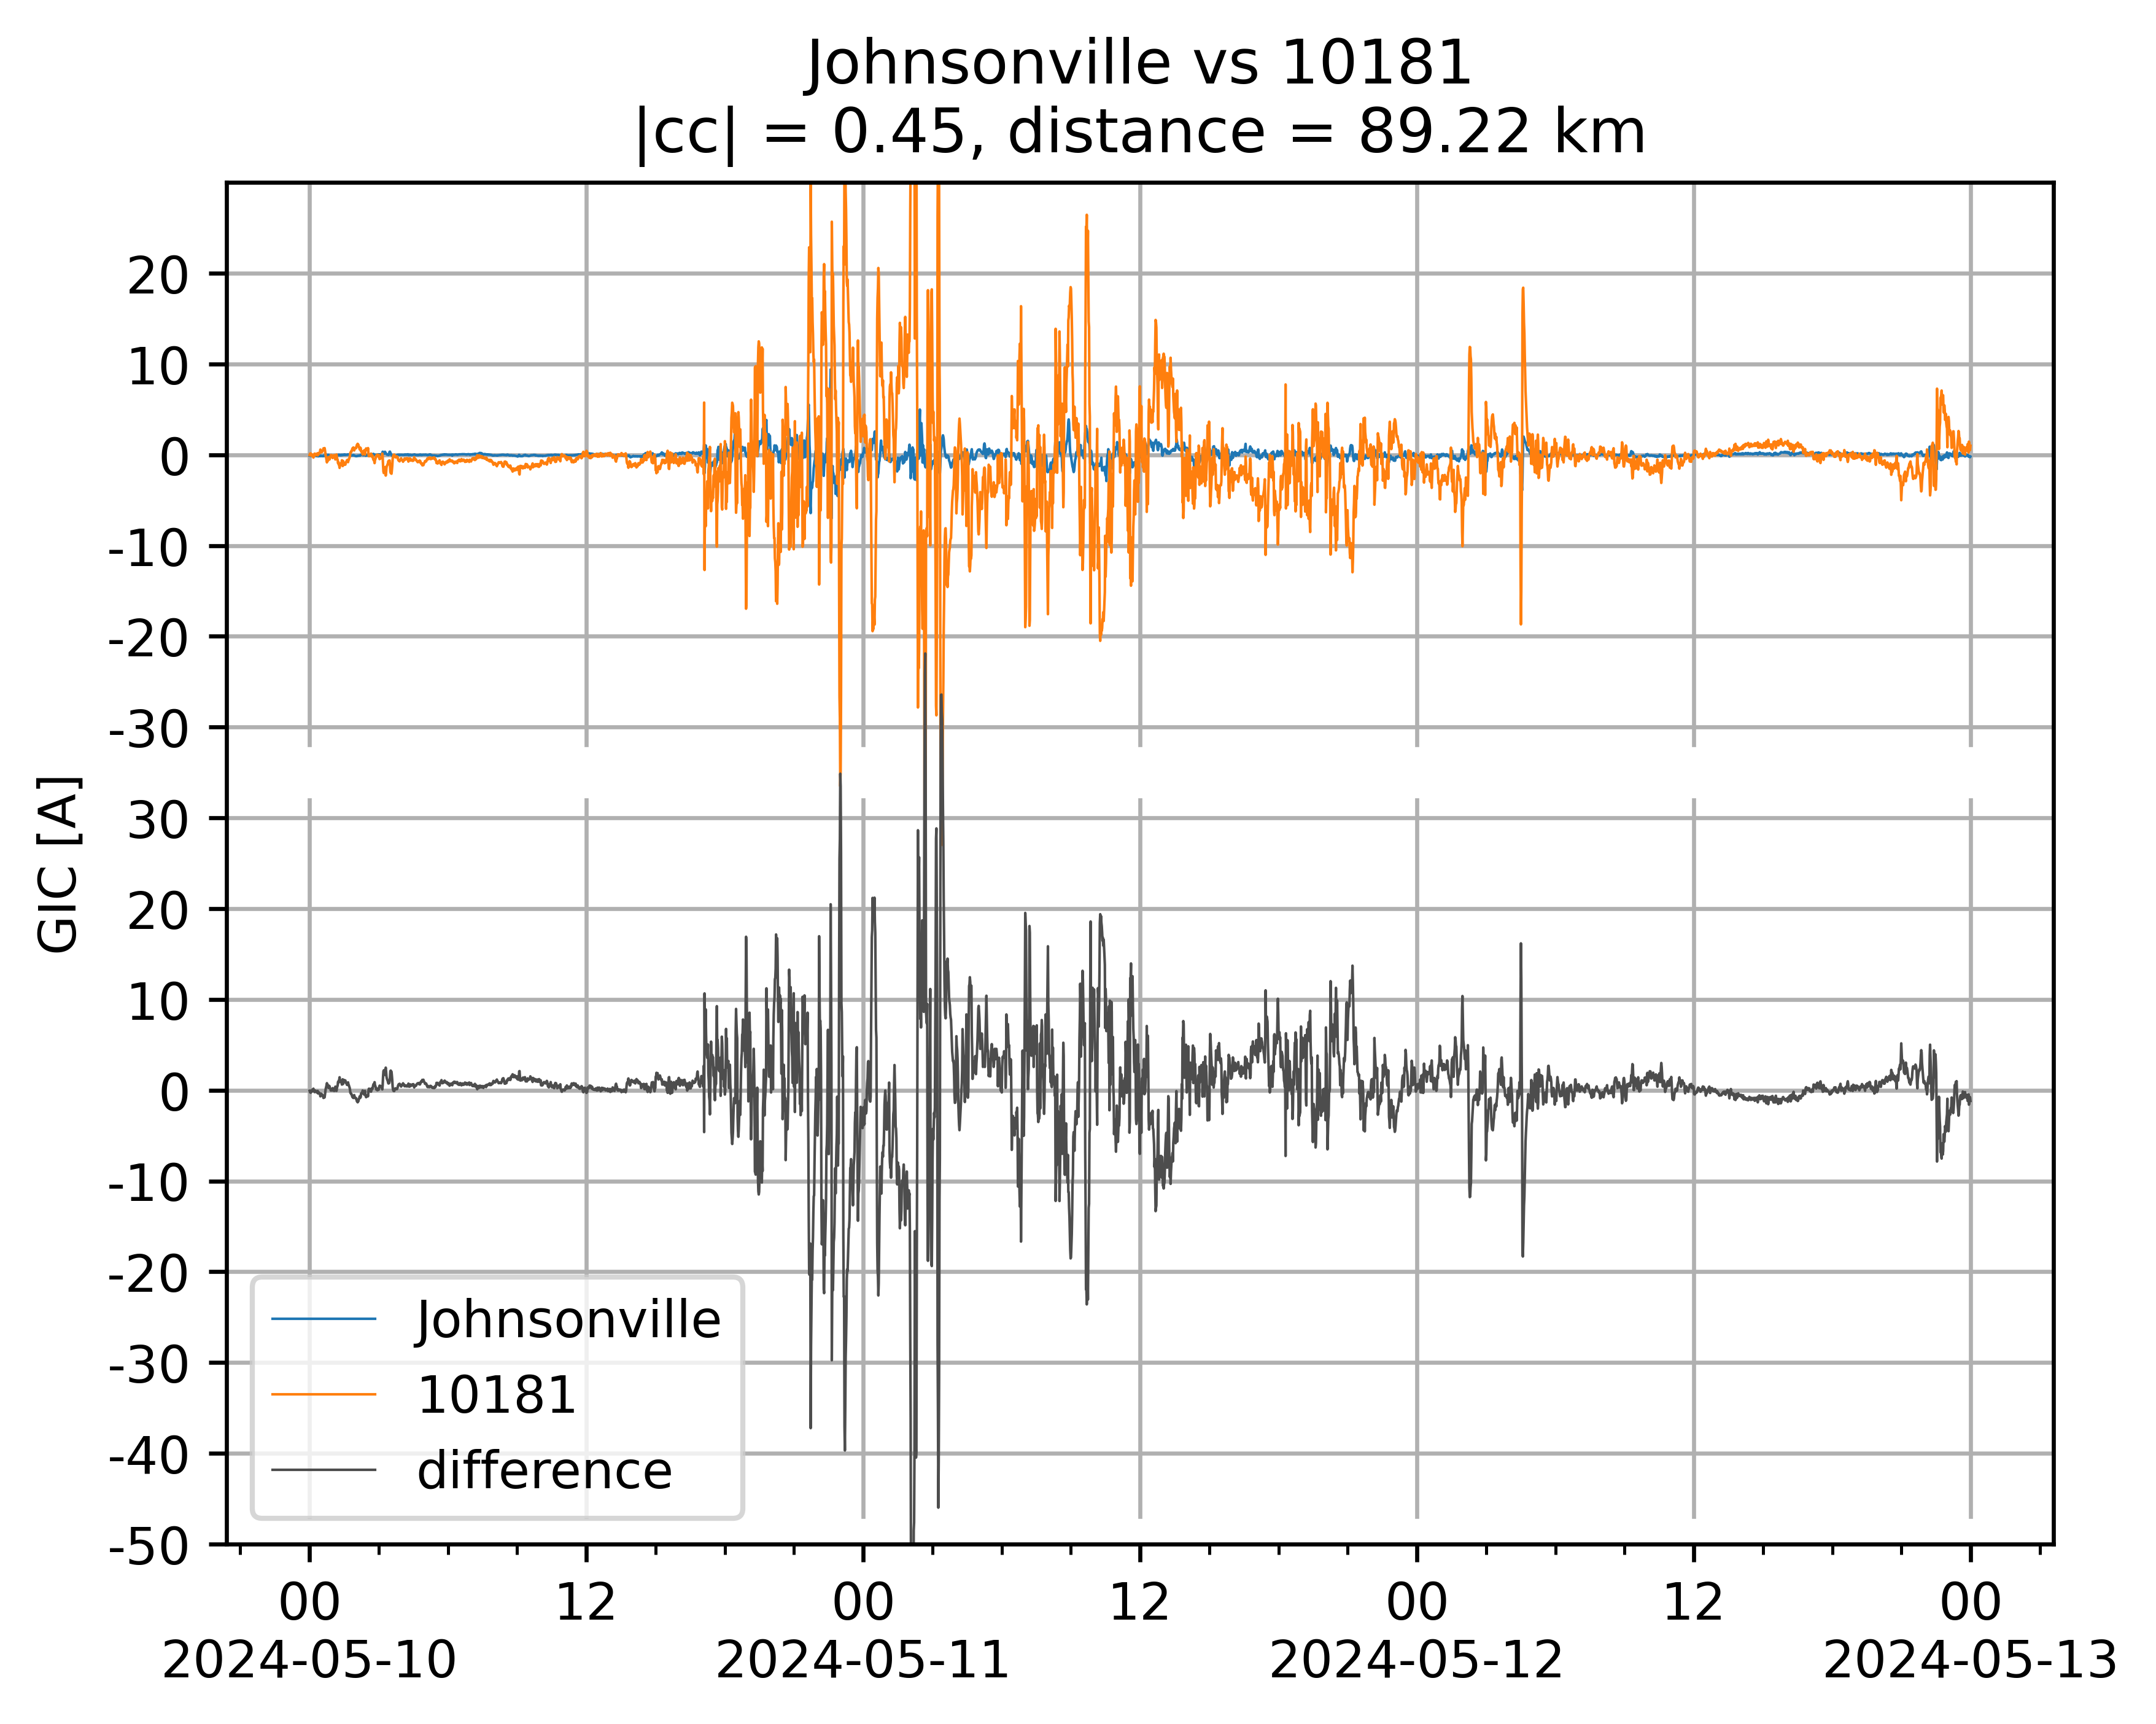 Johnsonville vs 10181
|cc| = 0.45, distance = 89.22 km
GIC [A]
20
10
0
-10
-20
-30
30
20
10
0
-10
-20
-30
-40
-50
Johnsonville
10181
difference
00 12 00 12 00 12 00
2024-05-10 2024-05-11 2024-05-12 2024-05-13